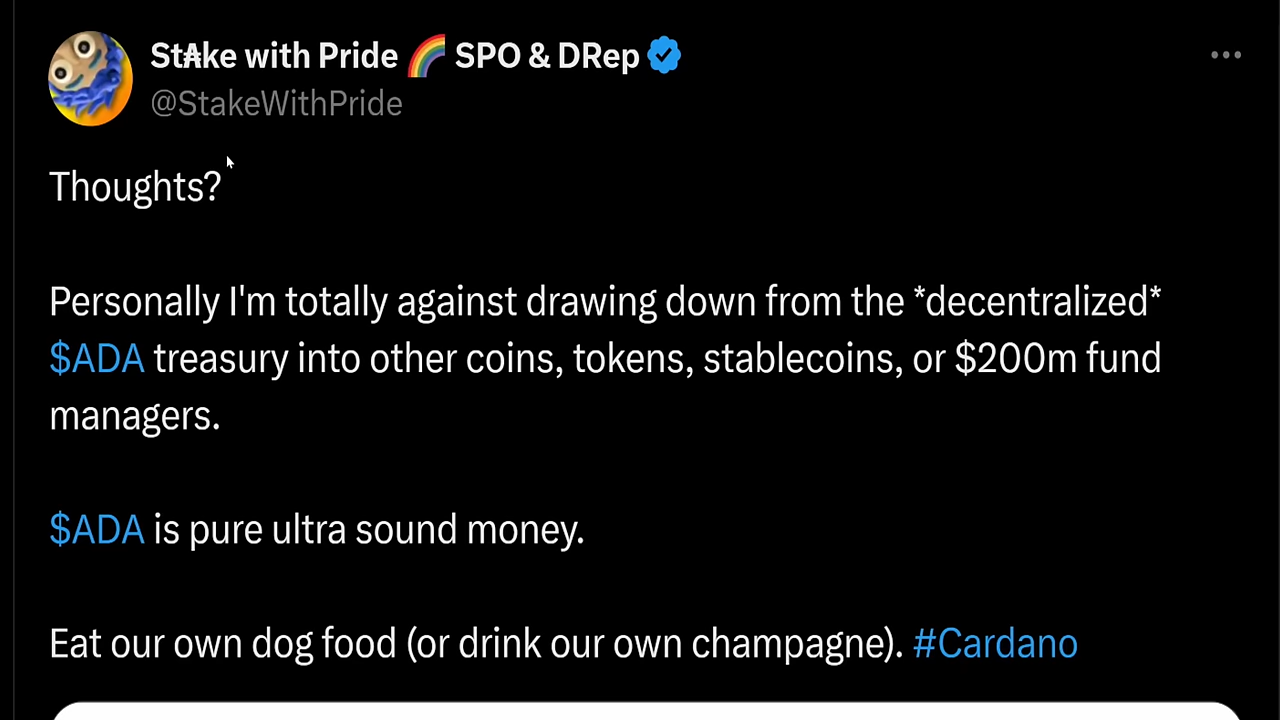 St₳ke with Pride 🌈 SPO & DRep
@StakeWithPride
Thoughts?
Personally I'm totally against drawing down from the *decentralized*
$ADA treasury into other coins, tokens, stablecoins, or $200m fund
managers.
$ADA is pure ultra sound money.
Eat our own dog food (or drink our own champagne). #Cardano